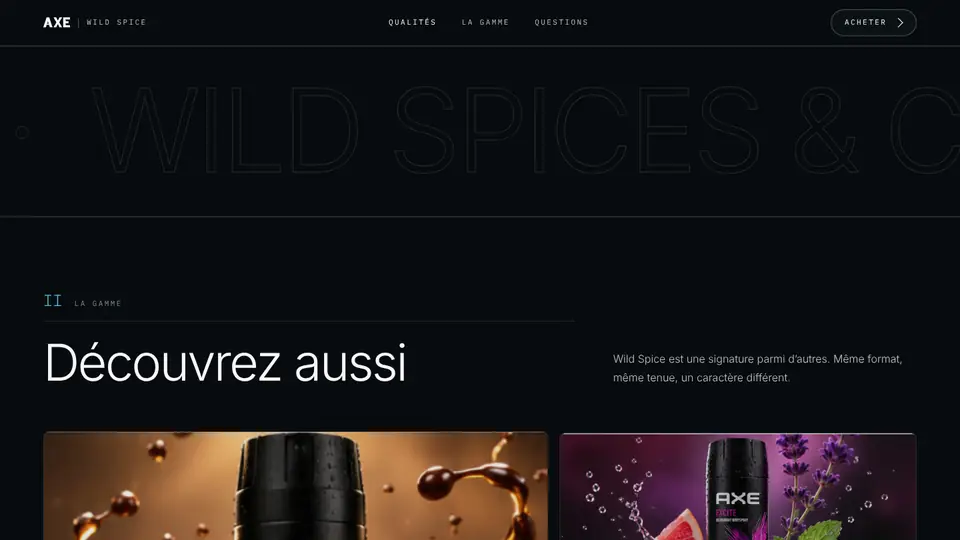 AXE | WILD SPICE
QUALITÉS
LA GAMME
QUESTIONS
ACHETER
WILD SPICES & C
II LA GAMME
Découvrez aussi
Wild Spice est une signature parmi d’autres. Même format,
même tenue, un caractère différent.
AXE
EXCITE